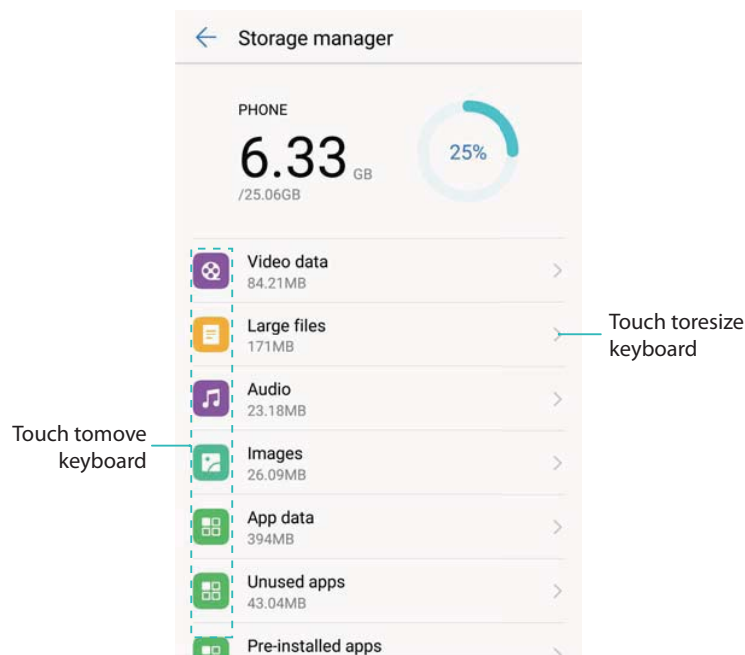 Storage manager
PHONE
6.33 GB
25%
/25.06GB
Video data
84.21MB
Large files
171MB
Touch toresize
keyboard
Audio
23.18MB
Touch tomove
keyboard
Images
26.09MB
App data
394MB
Unused apps
43.04MB
Pre-installed apps